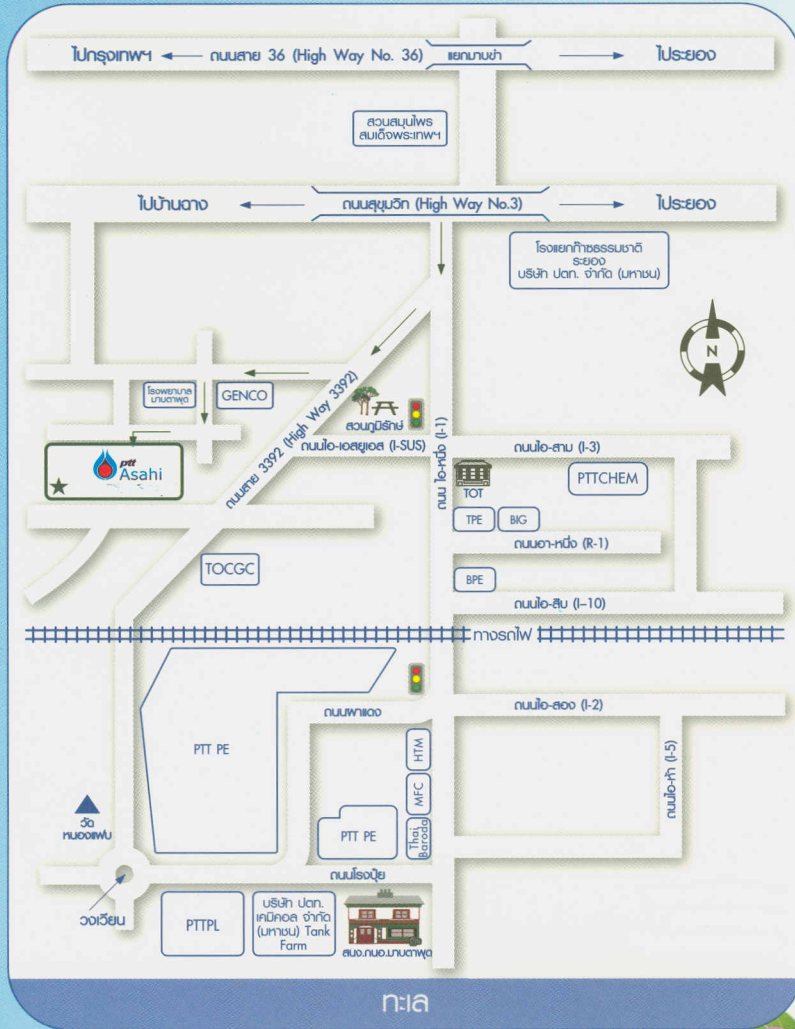 ไปกรุงเทพฯ
ถนนสาย 36 (High Way No. 36)
แยกมาบข่า
ไประยอง
สวนสมุนไพร
สมเด็จพระเทพฯ
ไปบ้านฉาง
ถนนสุขุมวิท (High Way No.3)
ไประยอง
โรงแยกก๊าซธรรมชาติ
ระยอง
บริษัท ปตท. จำกัด (มหาชน)
N
โรงพยาบาล
มาบตาพุด
GENCO
ถนนสาย 3392 (High Way 3392)
สวนภูมิรักษ์
ถนนไอ-เอสยูเอส (I-SUS)
ถนน ไอ-หนึ่ง (I-1)
ถนนไอ-สาม (I-3)
ptt
Asahi
TOT
PTTCHEM
TPE
BIG
ถนนอา-หนึ่ง (R-1)
TOCGC
BPE
ถนนไอ-สิบ (I-10)
ทางรถไฟ
ถนนผาแดง
ถนนไอ-สอง (I-2)
PTT PE
HTM
MFC
ถนนไอ-ห้า (I-5)
วัด
หนองแฟบ
PTT PE
Thai
Baroda
ถนนโรงปุ๋ย
วงเวียน
PTTPL
บริษัท ปตท.
เคมิคอล จำกัด
(มหาชน) Tank
Farm
สนง.กนอ.มาบตาพุด
ทะเล